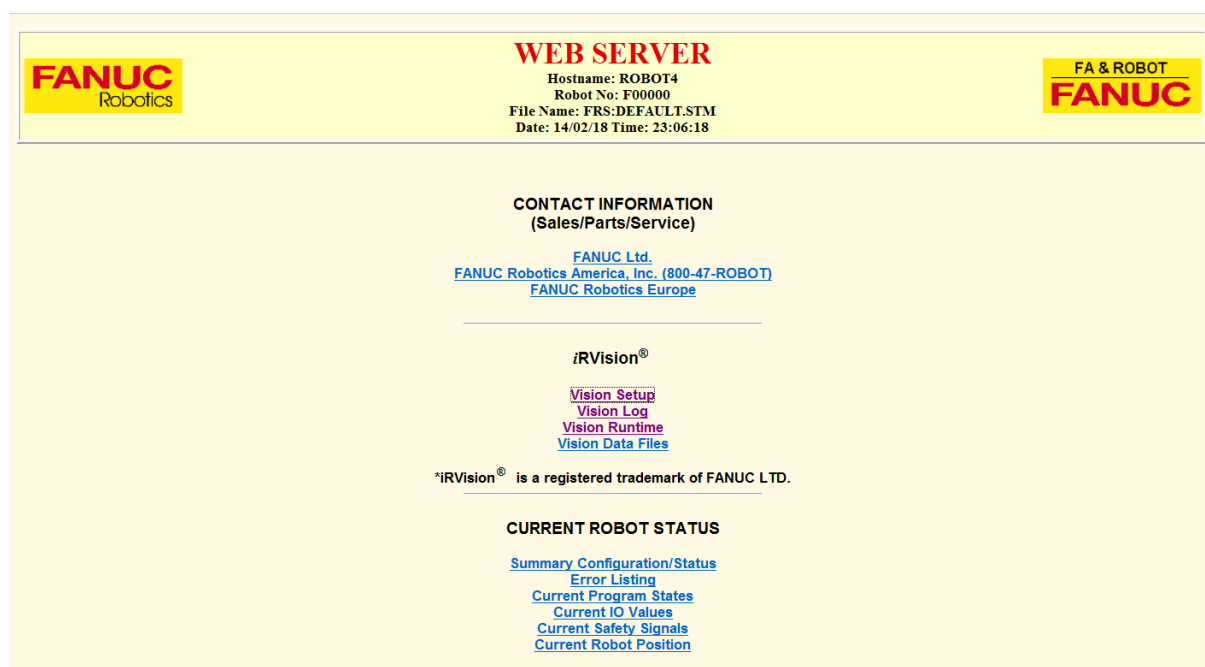 FANUC
Robotics
WEB SERVER
Hostname: ROBOT4
Robot No: F00000
File Name: FRS:DEFAULT.STM
Date: 14/02/18 Time: 23:06:18
FA & ROBOT
FANUC
CONTACT INFORMATION
(Sales/Parts/Service)
FANUC Ltd.
FANUC Robotics America, Inc. (800-47-ROBOT)
FANUC Robotics Europe
iRVision®
Vision Setup
Vision Log
Vision Runtime
Vision Data Files
*iRVision® is a registered trademark of FANUC LTD.
CURRENT ROBOT STATUS
Summary Configuration/Status
Error Listing
Current Program States
Current IO Values
Current Safety Signals
Current Robot Position